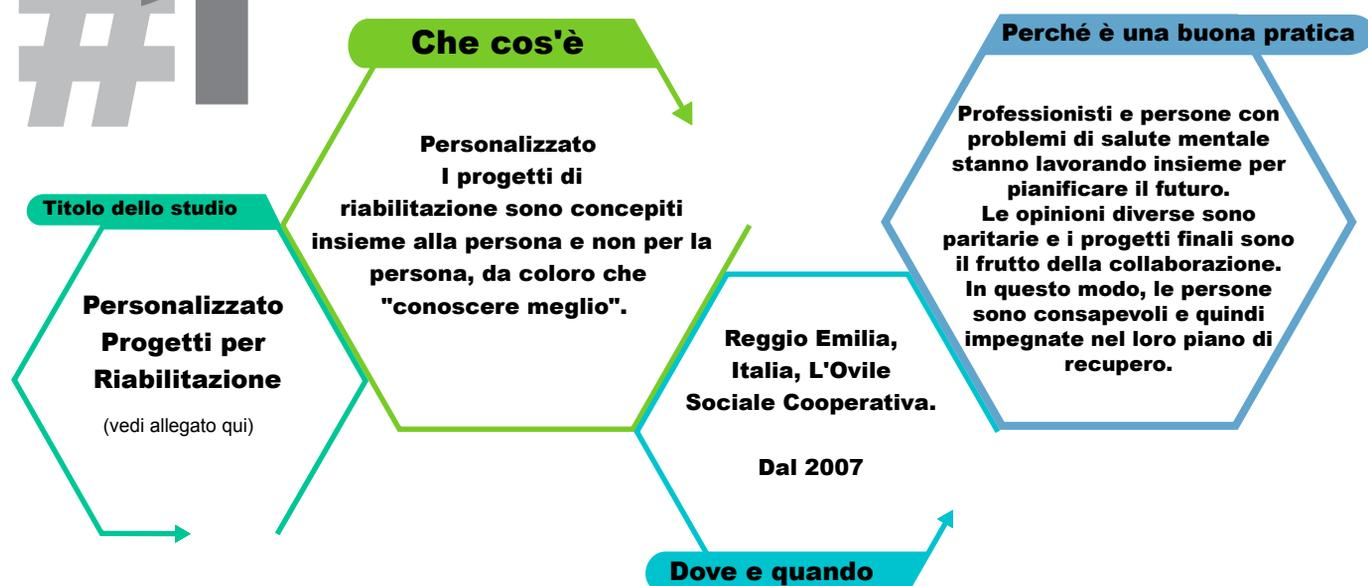 #1
Titolo dello studio
Personalizzato
Progetti per
Riabilitazione
(vedi allegato qui)
Che cos'è
Personalizzato
I progetti di
riabilitazione sono concepiti
insieme alla persona e non per la
persona, da coloro che
"conoscere meglio".
Reggio Emilia,
Italia, L'Ovile
Sociale Cooperativa.
Dal 2007
Dove e quando
Perché è una buona pratica
Professionisti e persone con
problemi di salute mentale
stanno lavorando insieme per
pianificare il futuro.
Le opinioni diverse sono
paritarie e i progetti finali sono
il frutto della collaborazione.
In questo modo, le persone
sono consapevoli e quindi
impegnate nel loro piano di
recupero.